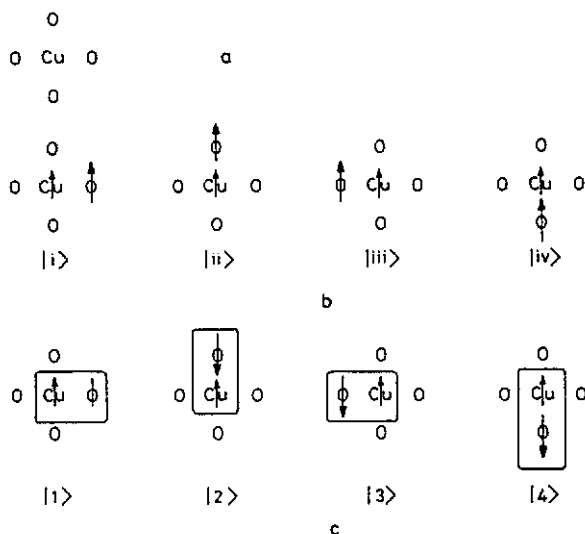 O
O Cu O a
O
O O O O
O Cu O O Cu O O Cu O O Cu O
O O O O
|i> |ii> |iii> |iv>
b
O O O O
O Cu O O Cu O O Cu O O Cu O
O O O O
|1> |2> |3> |4>
c